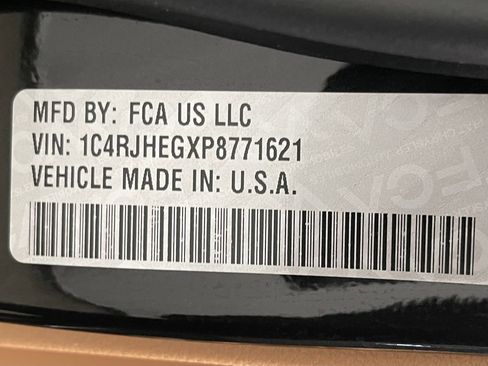 MFD BY: FCA US LLC
VIN: 1C4RJHEGXP8771621
VEHICLE MADE IN: U.S.A.